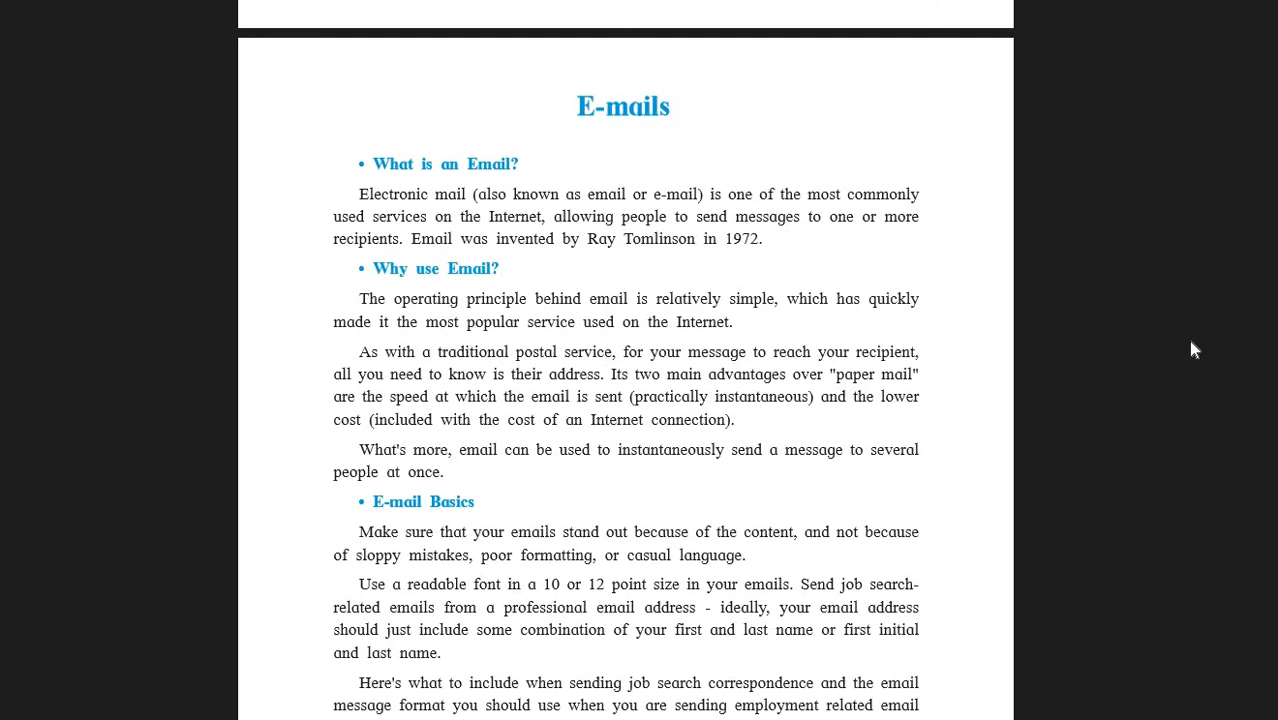 E-mails
• What is an Email?
Electronic mail (also known as email or e-mail) is one of the most commonly
used services on the Internet, allowing people to send messages to one or more
recipients. Email was invented by Ray Tomlinson in 1972.
• Why use Email?
The operating principle behind email is relatively simple, which has quickly
made it the most popular service used on the Internet.
As with a traditional postal service, for your message to reach your recipient,
all you need to know is their address. Its two main advantages over "paper mail"
are the speed at which the email is sent (practically instantaneous) and the lower
cost (included with the cost of an Internet connection).
What's more, email can be used to instantaneously send a message to several
people at once.
• E-mail Basics
Make sure that your emails stand out because of the content, and not because
of sloppy mistakes, poor formatting, or casual language.
Use a readable font in a 10 or 12 point size in your emails. Send job search-
related emails from a professional email address - ideally, your email address
should just include some combination of your first and last name or first initial
and last name.
Here's what to include when sending job search correspondence and the email
message format you should use when you are sending employment related email